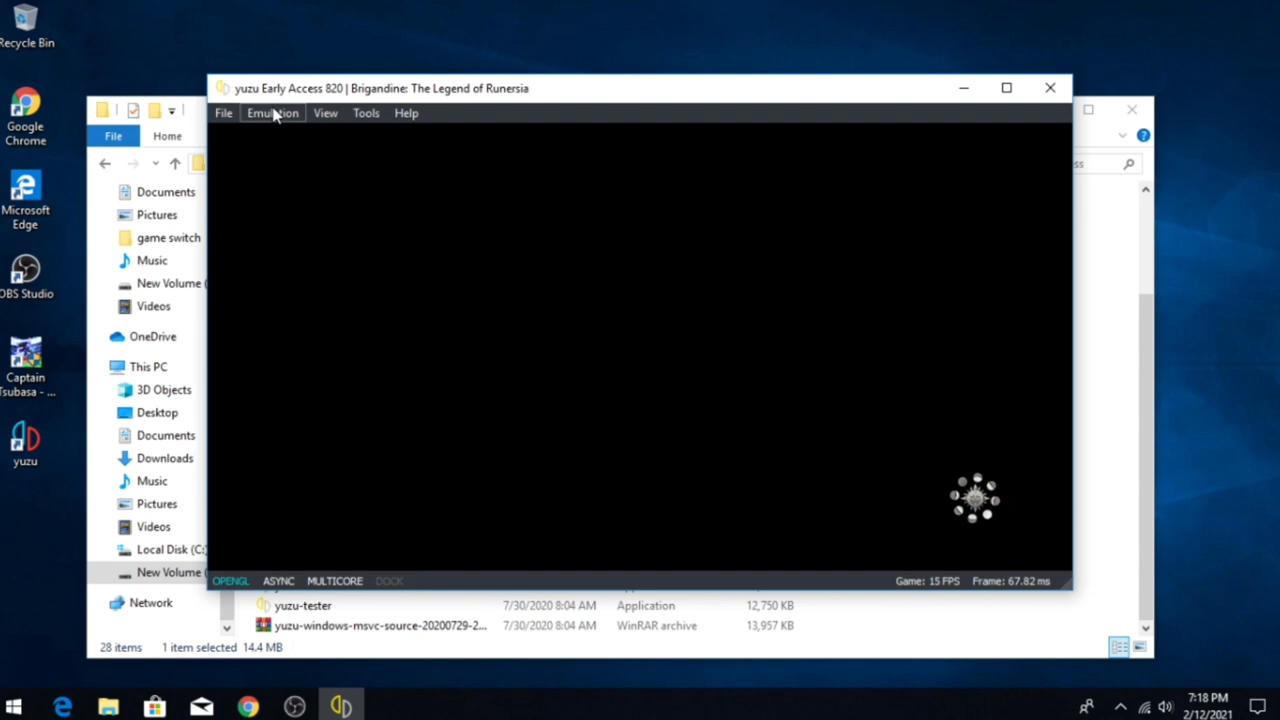 Recycle Bin
Google
Chrome
Microsoft
Edge
OBS Studio
Captain
Tsubasa - ...
yuzu
yuzu Early Access 820 | Brigandine: The Legend of Runersia
File Emulation View Tools Help
File Home
ss
Documents
Pictures
game switch
Music
New Volume (
Videos
OneDrive
This PC
3D Objects
Desktop
Documents
Downloads
Music
Pictures
Videos
Local Disk (C:)
New Volume (
Network
OPENGL ASYNC MULTICORE DOCK Game: 15 FPS Frame: 67.82 ms
yuzu-tester 7/30/2020 8:04 AM Application 12,750 KB
yuzu-windows-msvc-source-20200729-2... 7/30/2020 8:04 AM WinRAR archive 13,957 KB
28 items 1 item selected 14.4 MB
7:18 PM
2/12/2021